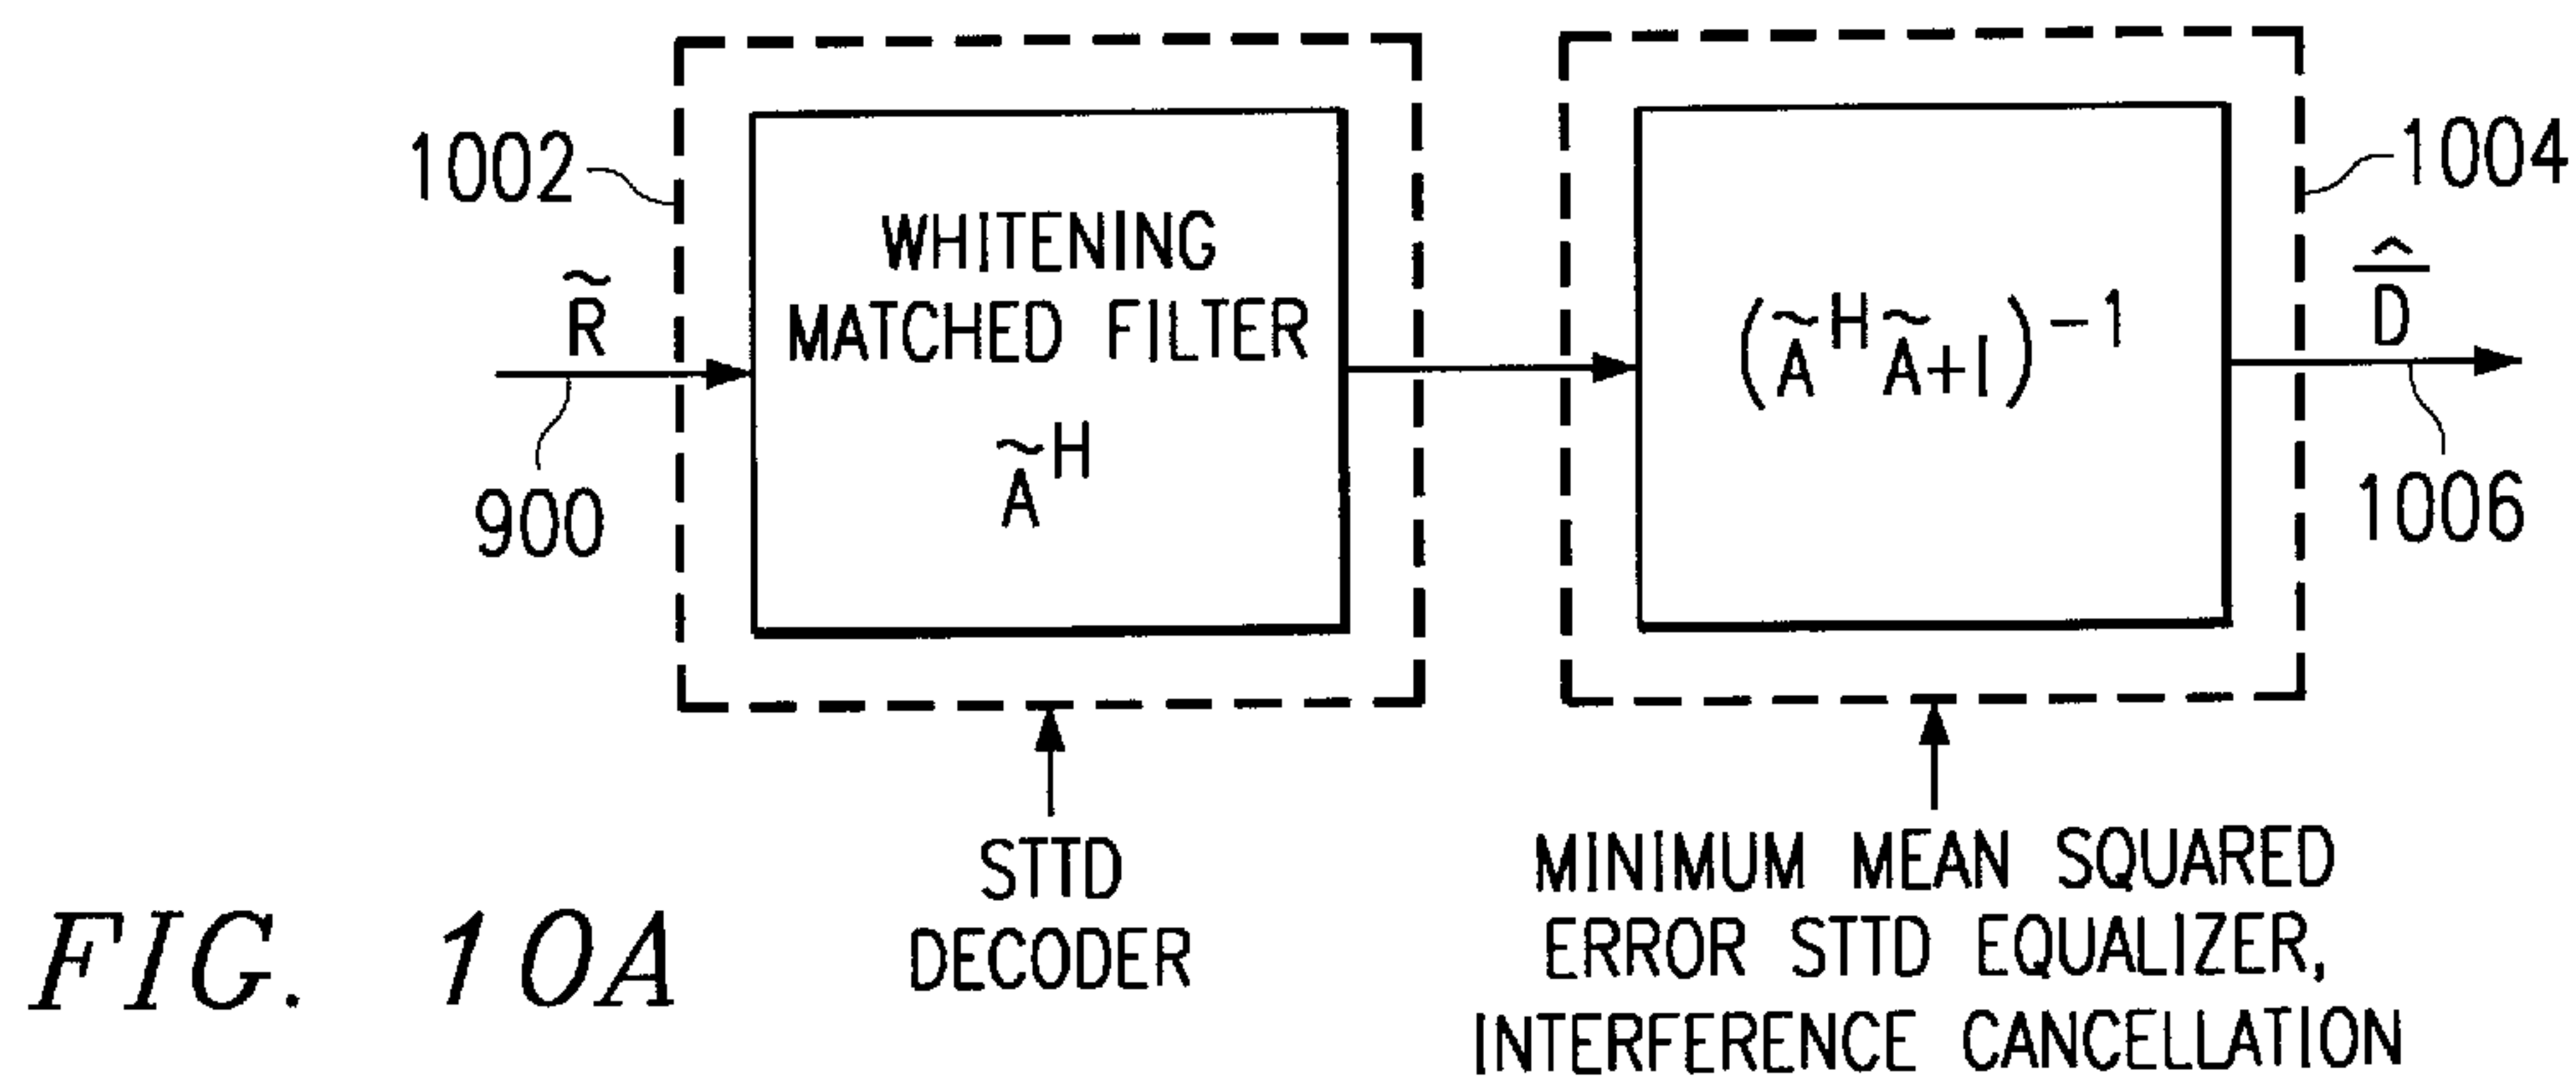 1002
1004
WHITENING
MATCHED FILTER
Ã^H
R̃
900
(Ã^H Ã+I)^−1
D̅̂
1006
STTD
DECODER
MINIMUM MEAN SQUARED
ERROR STTD EQUALIZER,
INTERFERENCE CANCELLATION
FIG. 10A